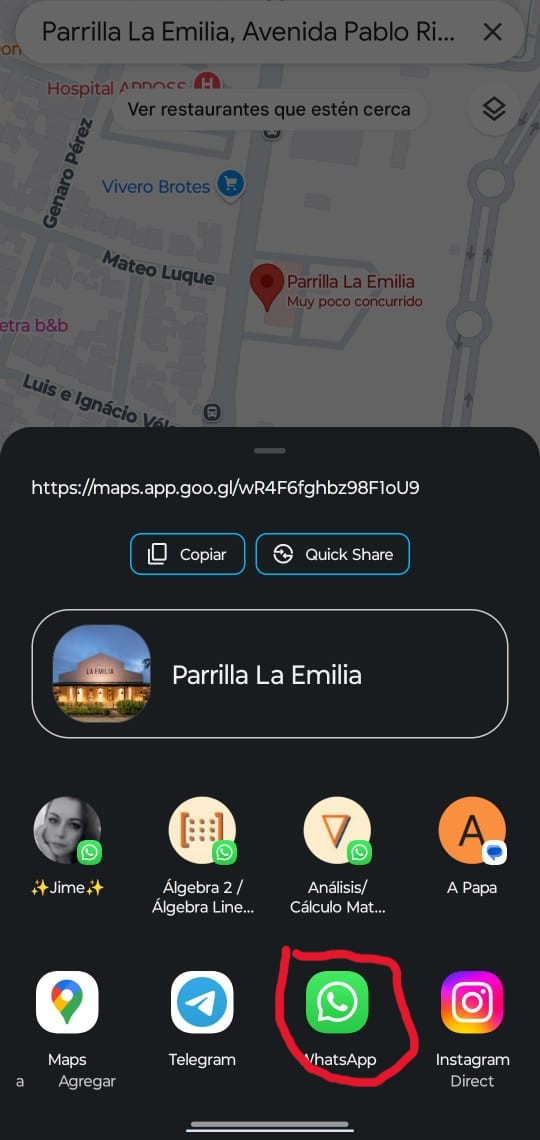 Parrilla La Emilia, Avenida Pablo Ri...
Hospital APROSS
H
Ver restaurantes que estén cerca
Genaro Pérez
Vivero Brotes
Mateo Luque
Parrilla La Emilia
Muy poco concurrido
etra b&b
Luis e Ignácio Véle
https://maps.app.goo.gl/wR4F6fghbz98F1oU9
Copiar
Quick Share
LA EMILIA
Parrilla La Emilia
✨Jime✨
Álgebra 2 /
Álgebra Line...
Análisis/
Cálculo Mat...
A
A Papa
Maps
Telegram
WhatsApp
Instagram
a
Agregar
Direct